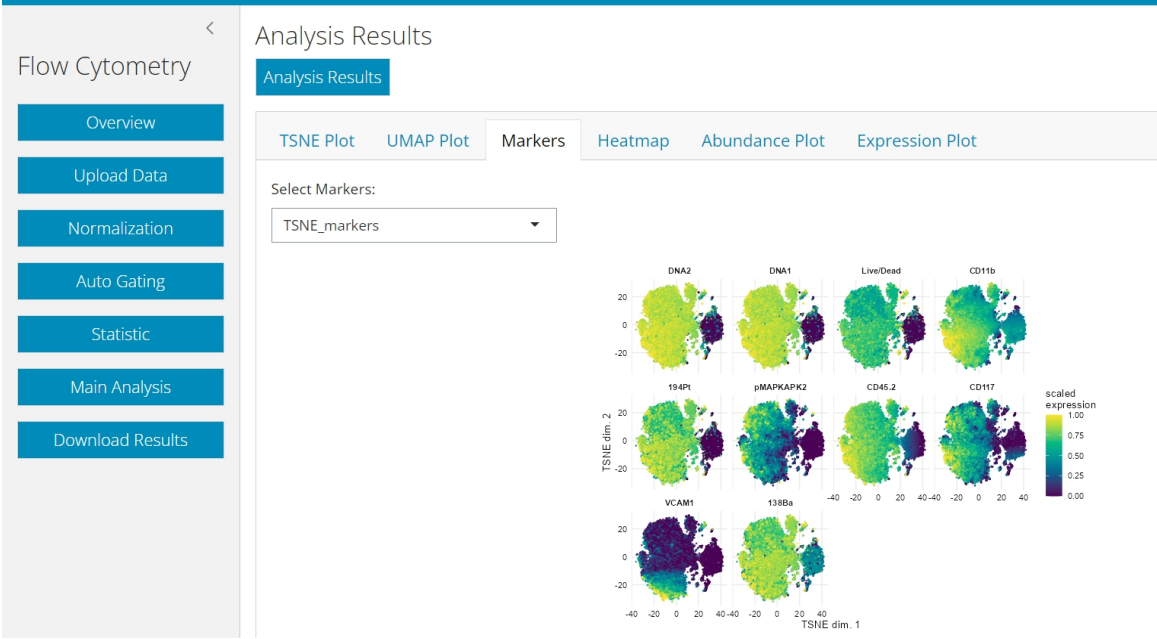 Flow Cytometry
Overview
Upload Data
Normalization
Auto Gating
Statistic
Main Analysis
Download Results
Analysis Results
Analysis Results
TSNE Plot UMAP Plot Markers Heatmap Abundance Plot Expression Plot
Select Markers:
TSNE_markers
DNA2 DNA1 Live/Dead CD11b
20
0
-20
194Pt pMAPKAPK2 CD45.2 CD117
20
0
-20
-40 -20 0 20 40 -40 -20 0 20 40
VCAM1 138Ba
20
0
-20
-40 -20 0 20 40 -40 -20 0 20 40
TSNE dim. 2
TSNE dim. 1
scaled
expression
1.00
0.75
0.50
0.25
0.00